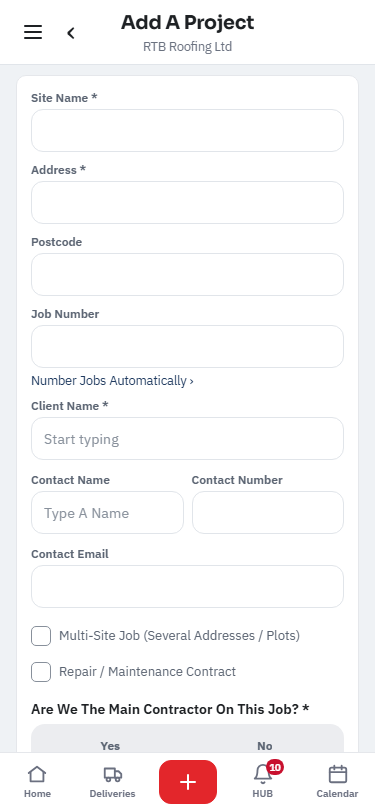 Add A Project
RTB Roofing Ltd
Site Name *
Address *
Postcode
Job Number
Number Jobs Automatically ›
Client Name *
Start typing
Contact Name Contact Number
Type A Name
Contact Email
Multi-Site Job (Several Addresses / Plots)
Repair / Maintenance Contract
Are We The Main Contractor On This Job? *
Yes No
10
Home Deliveries HUB Calendar